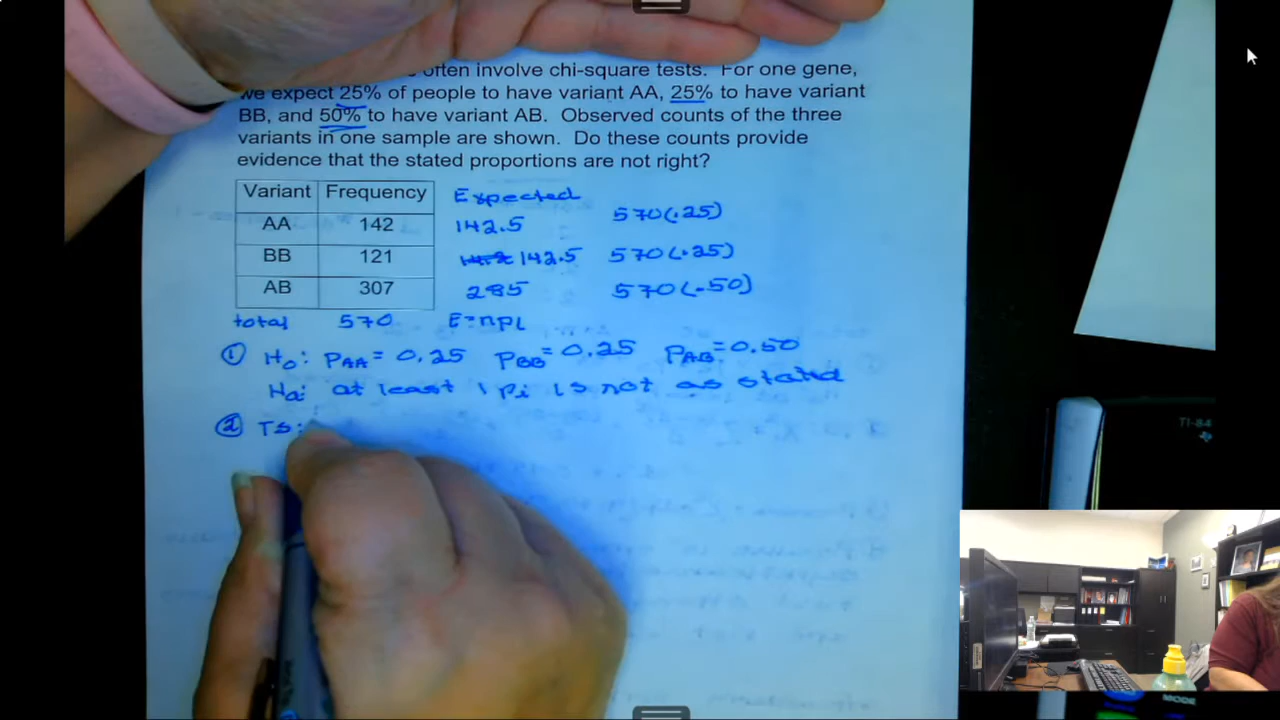 often involve chi-square tests. For one gene,
we expect 25% of people to have variant AA, 25% to have variant
BB, and 50% to have variant AB. Observed counts of the three
variants in one sample are shown. Do these counts provide
evidence that the stated proportions are not right?
Variant Frequency Expected
AA 142 142.5 570(.25)
BB 121 142.5 570(.25)
AB 307 285 570(.50)
total 570 E=npi
① H₀: PAA = 0.25 PBB = 0.25 PAB = 0.50
Ha: at least 1 pi is not as stated
② TS:
TI-84
MODE